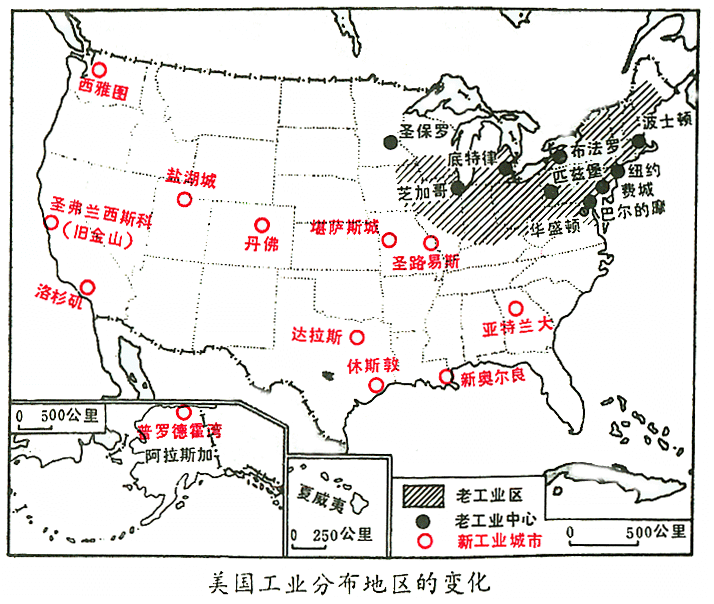 西雅图
圣保罗
波士顿
底特律
布法罗
盐湖城
芝加哥
匹兹堡
纽约
费城
巴尔的摩
华盛顿
圣弗兰西斯科
(旧金山)
丹佛
堪萨斯城
圣路易斯
洛杉矶
达拉斯
亚特兰大
休斯敦
新奥尔良
0 500公里
普罗德霍湾
阿拉斯加
夏威夷
0 250公里
老工业区
老工业中心
新工业城市
0 500公里
美国工业分布地区的变化